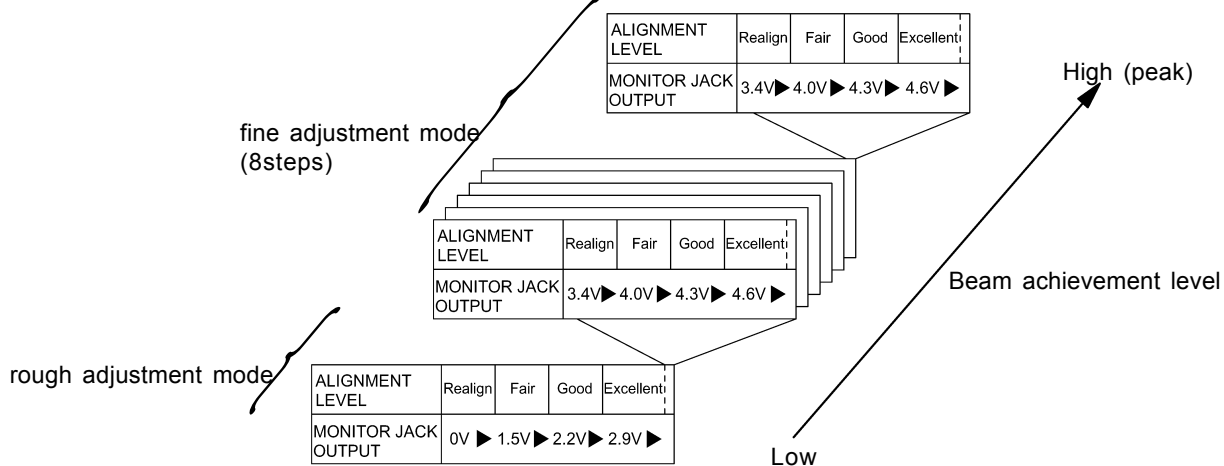 ALIGNMENT
LEVEL
Realign Fair Good Excellent
MONITOR JACK
OUTPUT
3.4V▶ 4.0V▶ 4.3V▶ 4.6V ▶
High (peak)
fine adjustment mode
(8steps)
ALIGNMENT
LEVEL
Realign Fair Good Excellent
MONITOR JACK
OUTPUT
3.4V▶ 4.0V▶ 4.3V▶ 4.6V ▶
Beam achievement level
rough adjustment mode
ALIGNMENT
LEVEL
Realign Fair Good Excellent
MONITOR JACK
OUTPUT
0V ▶ 1.5V▶ 2.2V▶ 2.9V ▶
Low